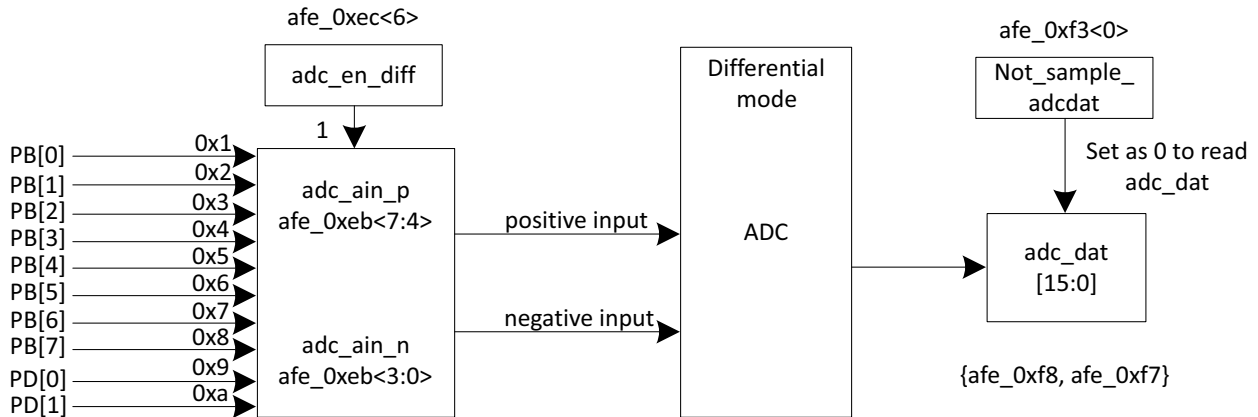 afe_0xec<6>
adc_en_diff
1
afe_0xf3<0>
Not_sample_
adcdat
Set as 0 to read
adc_dat
PB[0] 0x1
PB[1] 0x2
PB[2] 0x3
PB[3] 0x4
PB[4] 0x5
PB[5] 0x6
PB[6] 0x7
PB[7] 0x8
PD[0] 0x9
PD[1] 0xa
adc_ain_p
afe_0xeb<7:4>
adc_ain_n
afe_0xeb<3:0>
positive input
negative input
Differential
mode
ADC
adc_dat
[15:0]
{afe_0xf8, afe_0xf7}